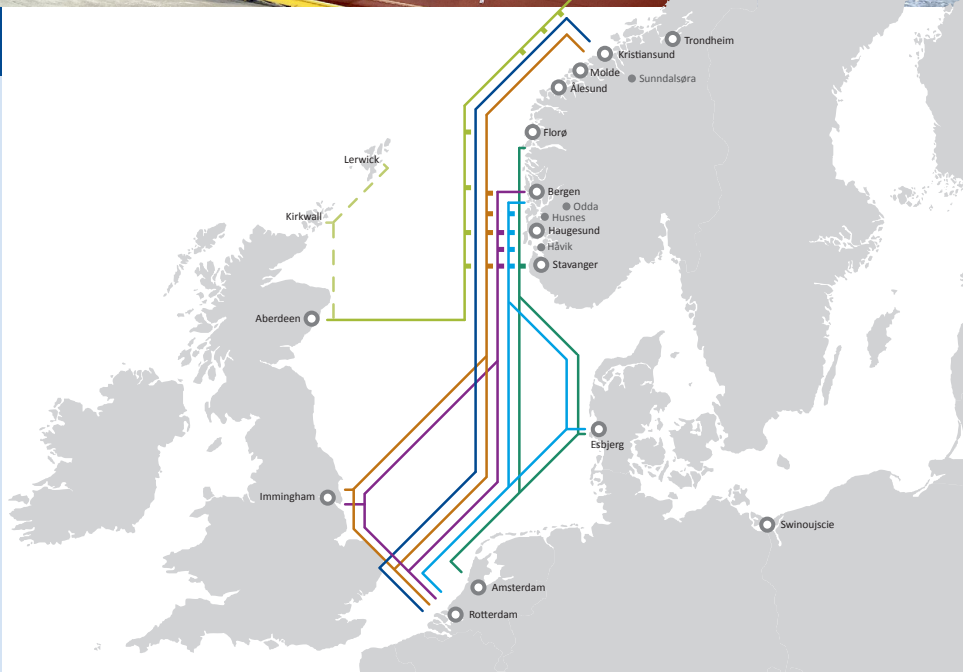 Trondheim
Kristiansund
Molde
Sunndalsøra
Ålesund
Florø
Lerwick
Bergen
Odda
Kirkwall
Husnes
Haugesund
Håvik
Stavanger
Aberdeen
Esbjerg
Immingham
Swinoujscie
Amsterdam
Rotterdam